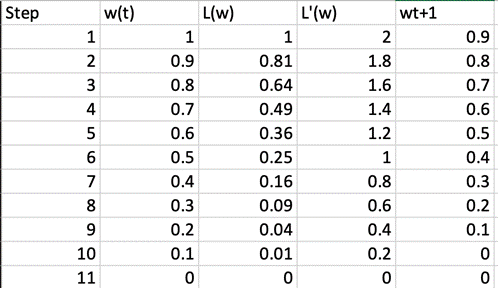 Step w(t) L(w) L'(w) wt+1
1 1 1 2 0.9
2 0.9 0.81 1.8 0.8
3 0.8 0.64 1.6 0.7
4 0.7 0.49 1.4 0.6
5 0.6 0.36 1.2 0.5
6 0.5 0.25 1 0.4
7 0.4 0.16 0.8 0.3
8 0.3 0.09 0.6 0.2
9 0.2 0.04 0.4 0.1
10 0.1 0.01 0.2 0
11 0 0 0 0